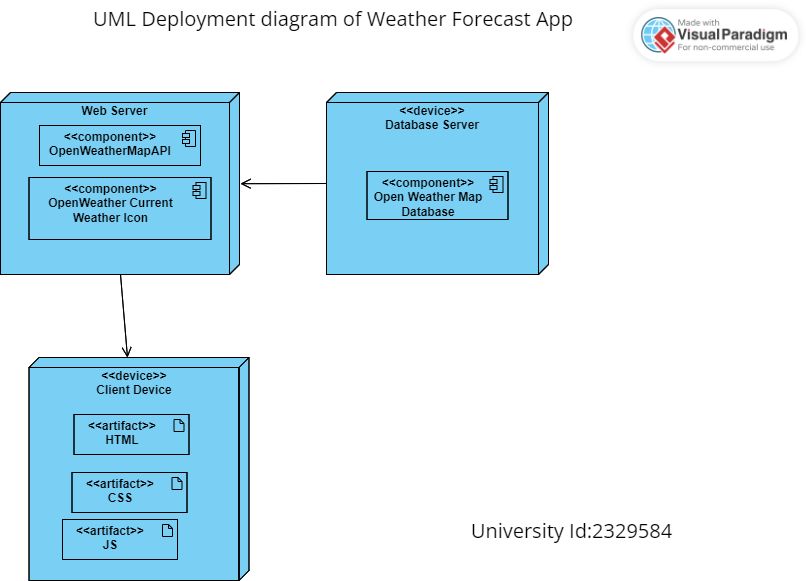 UML Deployment diagram of Weather Forecast App
Made with
Visual Paradigm
For non-commercial use
Web Server
<<component>>
OpenWeatherMapAPI
<<component>>
OpenWeather Current
Weather Icon
<<device>>
Database Server
<<component>>
Open Weather Map
Database
<<device>>
Client Device
<<artifact>>
HTML
<<artifact>>
CSS
<<artifact>>
JS
University Id:2329584